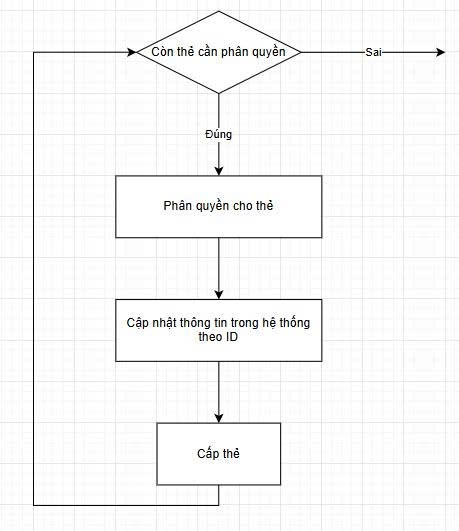 Còn thẻ cần phân quyền
Sai
Đúng
Phân quyền cho thẻ
Cập nhật thông tin trong hệ thống
theo ID
Cấp thẻ